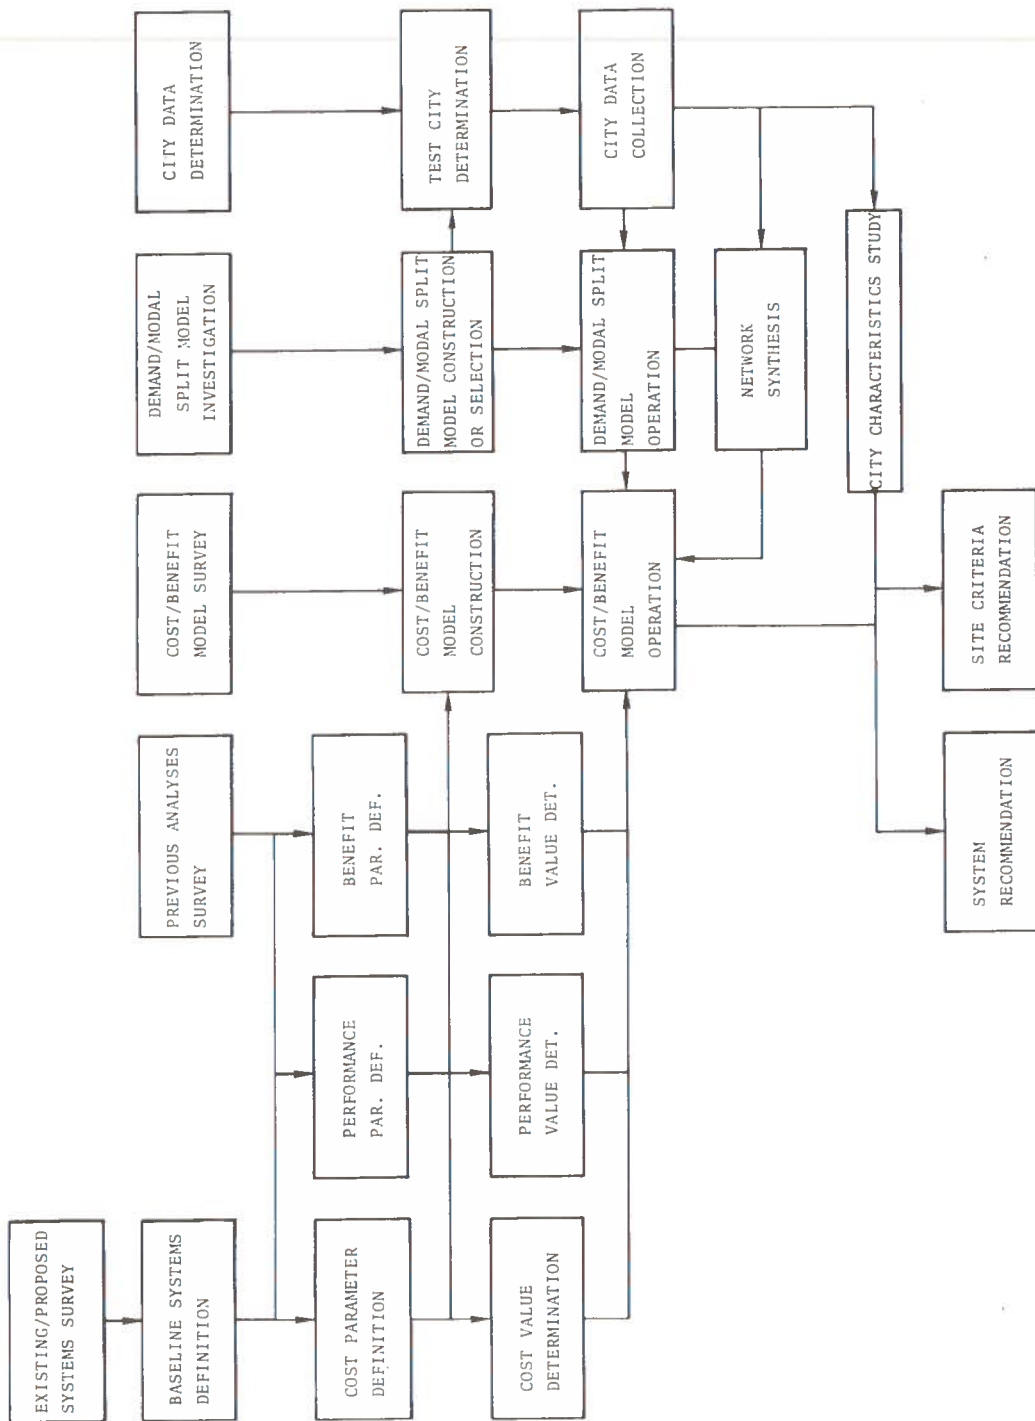 EXISTING/PROPOSED
SYSTEMS SURVEY
BASELINE SYSTEMS
DEFINITION
PREVIOUS ANALYSES
SURVEY
COST/BENEFIT
MODEL SURVEY
DEMAND/MODAL
SPLIT MODEL
INVESTIGATION
CITY DATA
DETERMINATION
COST PARAMETER
DEFINITION
PERFORMANCE
PAR. DEF.
BENEFIT
PAR. DEF.
COST/BENEFIT
MODEL
CONSTRUCTION
DEMAND/MODAL SPLIT
MODEL CONSTRUCTION
OR SELECTION
TEST CITY
DETERMINATION
COST VALUE
DETERMINATION
PERFORMANCE
VALUE DET.
BENEFIT
VALUE DET.
COST/BENEFIT
MODEL
OPERATION
DEMAND/MODAL SPLIT
MODEL
OPERATION
CITY DATA
COLLECTION
NETWORK
SYNTHESIS
CITY CHARACTERISTICS STUDY
SYSTEM
RECOMMENDATION
SITE CRITERIA
RECOMMENDATION